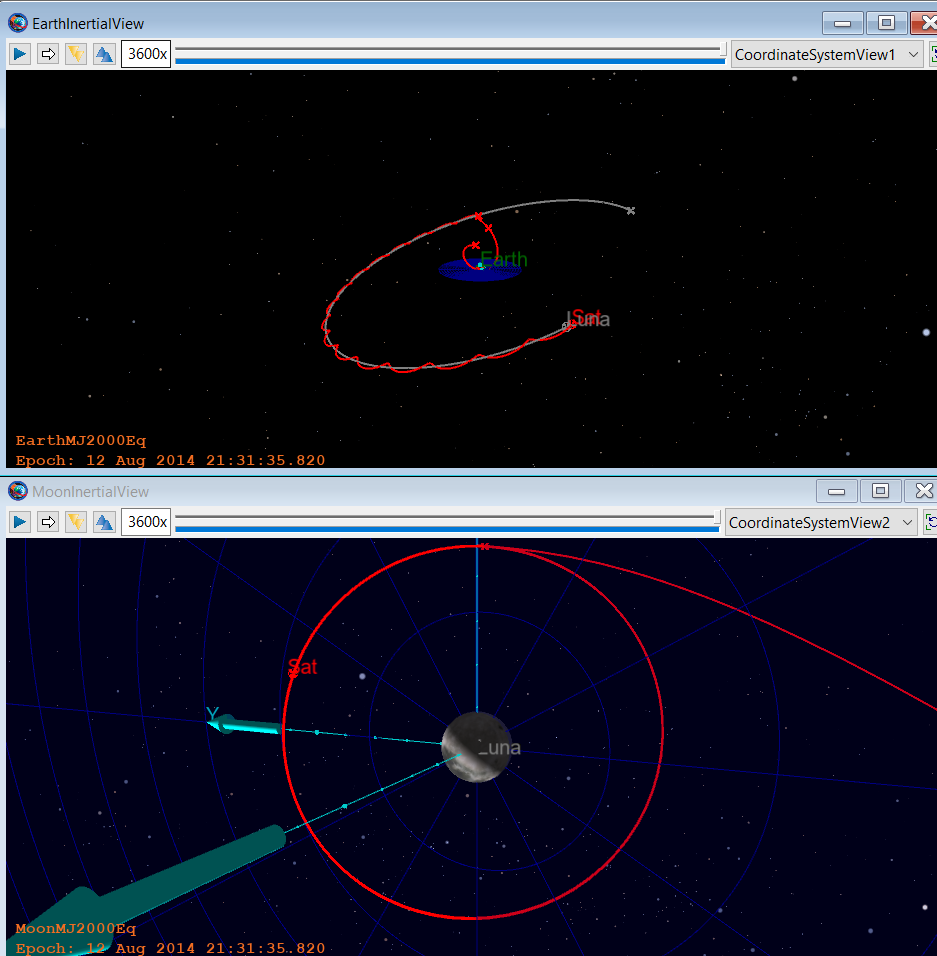 EarthInertialView
3600x
CoordinateSystemView1
Earth
Sat
Luna
EarthMJ2000Eq
Epoch: 12 Aug 2014 21:31:35.820
MoonInertialView
3600x
CoordinateSystemView2
Sat
Y
_una
MoonMJ2000Eq
Epoch: 12 Aug 2014 21:31:35.820